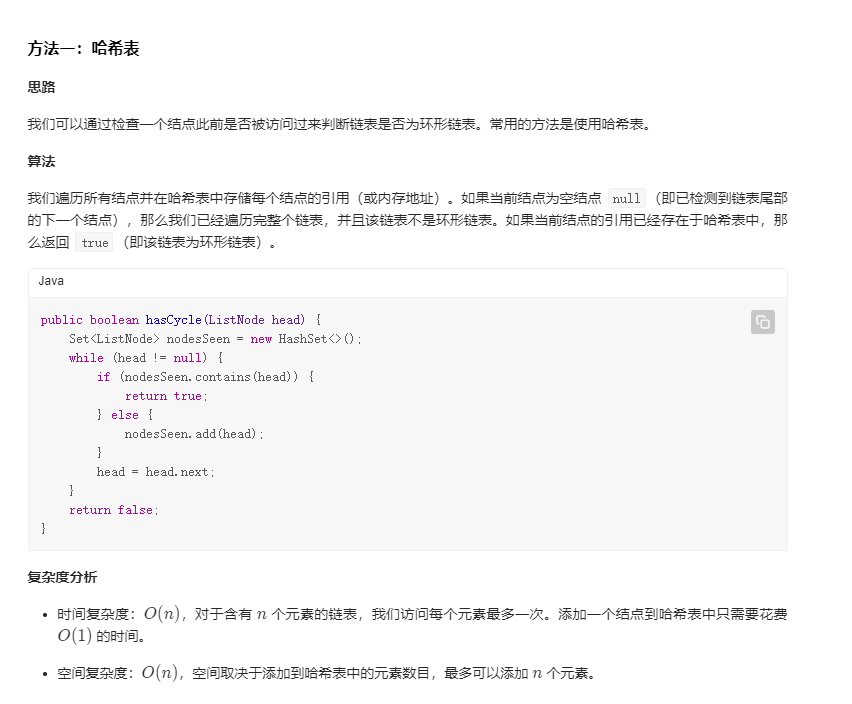 方法一：哈希表
思路
我们可以通过检查一个结点此前是否被访问过来判断链表是否为环形链表。常用的方法是使用哈希表。
算法
我们遍历所有结点并在哈希表中存储每个结点的引用（或内存地址）。如果当前结点为空结点 null （即已检测到链表尾部
的下一个结点），那么我们已经遍历完整个链表，并且该链表不是环形链表。如果当前结点的引用已经存在于哈希表中，那
么返回 true （即该链表为环形链表）。
Java
public boolean hasCycle(ListNode head) {
    Set<ListNode> nodesSeen = new HashSet<>();
    while (head != null) {
        if (nodesSeen.contains(head)) {
            return true;
        } else {
            nodesSeen.add(head);
        }
        head = head.next;
    }
    return false;
}
复杂度分析
• 时间复杂度：O(n)，对于含有 n 个元素的链表，我们访问每个元素最多一次。添加一个结点到哈希表中只需要花费
O(1) 的时间。
• 空间复杂度：O(n)，空间取决于添加到哈希表中的元素数目，最多可以添加 n 个元素。